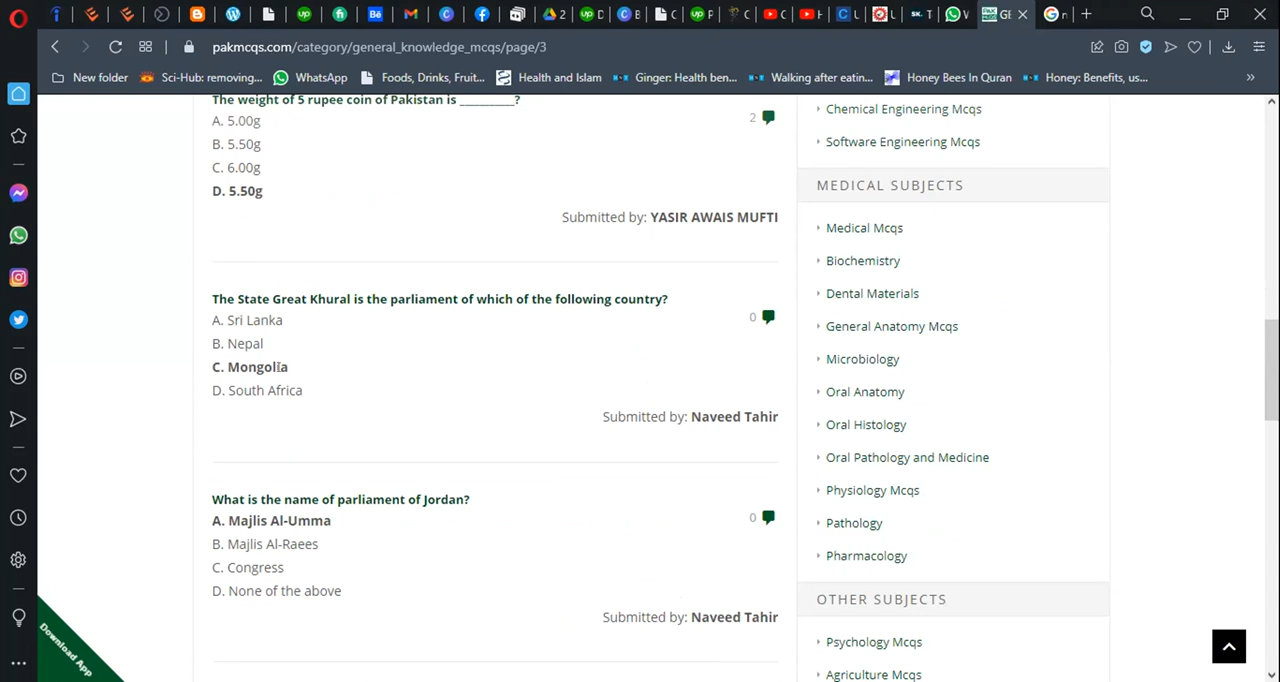 2
D
B
C
O
C
W
GE
n
pakmcqs.com/category/general_knowledge_mcqs/page/3
New folder
Sci-Hub: removing...
WhatsApp
Foods, Drinks, Fruit...
Health and Islam
Ginger: Health ben...
Walking after eatin...
Honey Bees In Quran
Honey: Benefits, us...
The weight of 5 rupee coin of Pakistan is __________?
2
A. 5.00g
B. 5.50g
C. 6.00g
D. 5.50g
Submitted by: YASIR AWAIS MUFTI
The State Great Khural is the parliament of which of the following country?
0
A. Sri Lanka
B. Nepal
C. Mongolia
D. South Africa
Submitted by: Naveed Tahir
What is the name of parliament of Jordan?
0
A. Majlis Al-Umma
B. Majlis Al-Raees
C. Congress
D. None of the above
Submitted by: Naveed Tahir
Chemical Engineering Mcqs
Software Engineering Mcqs
MEDICAL SUBJECTS
Medical Mcqs
Biochemistry
Dental Materials
General Anatomy Mcqs
Microbiology
Oral Anatomy
Oral Histology
Oral Pathology and Medicine
Physiology Mcqs
Pathology
Pharmacology
OTHER SUBJECTS
Psychology Mcqs
Agriculture Mcqs
Download App